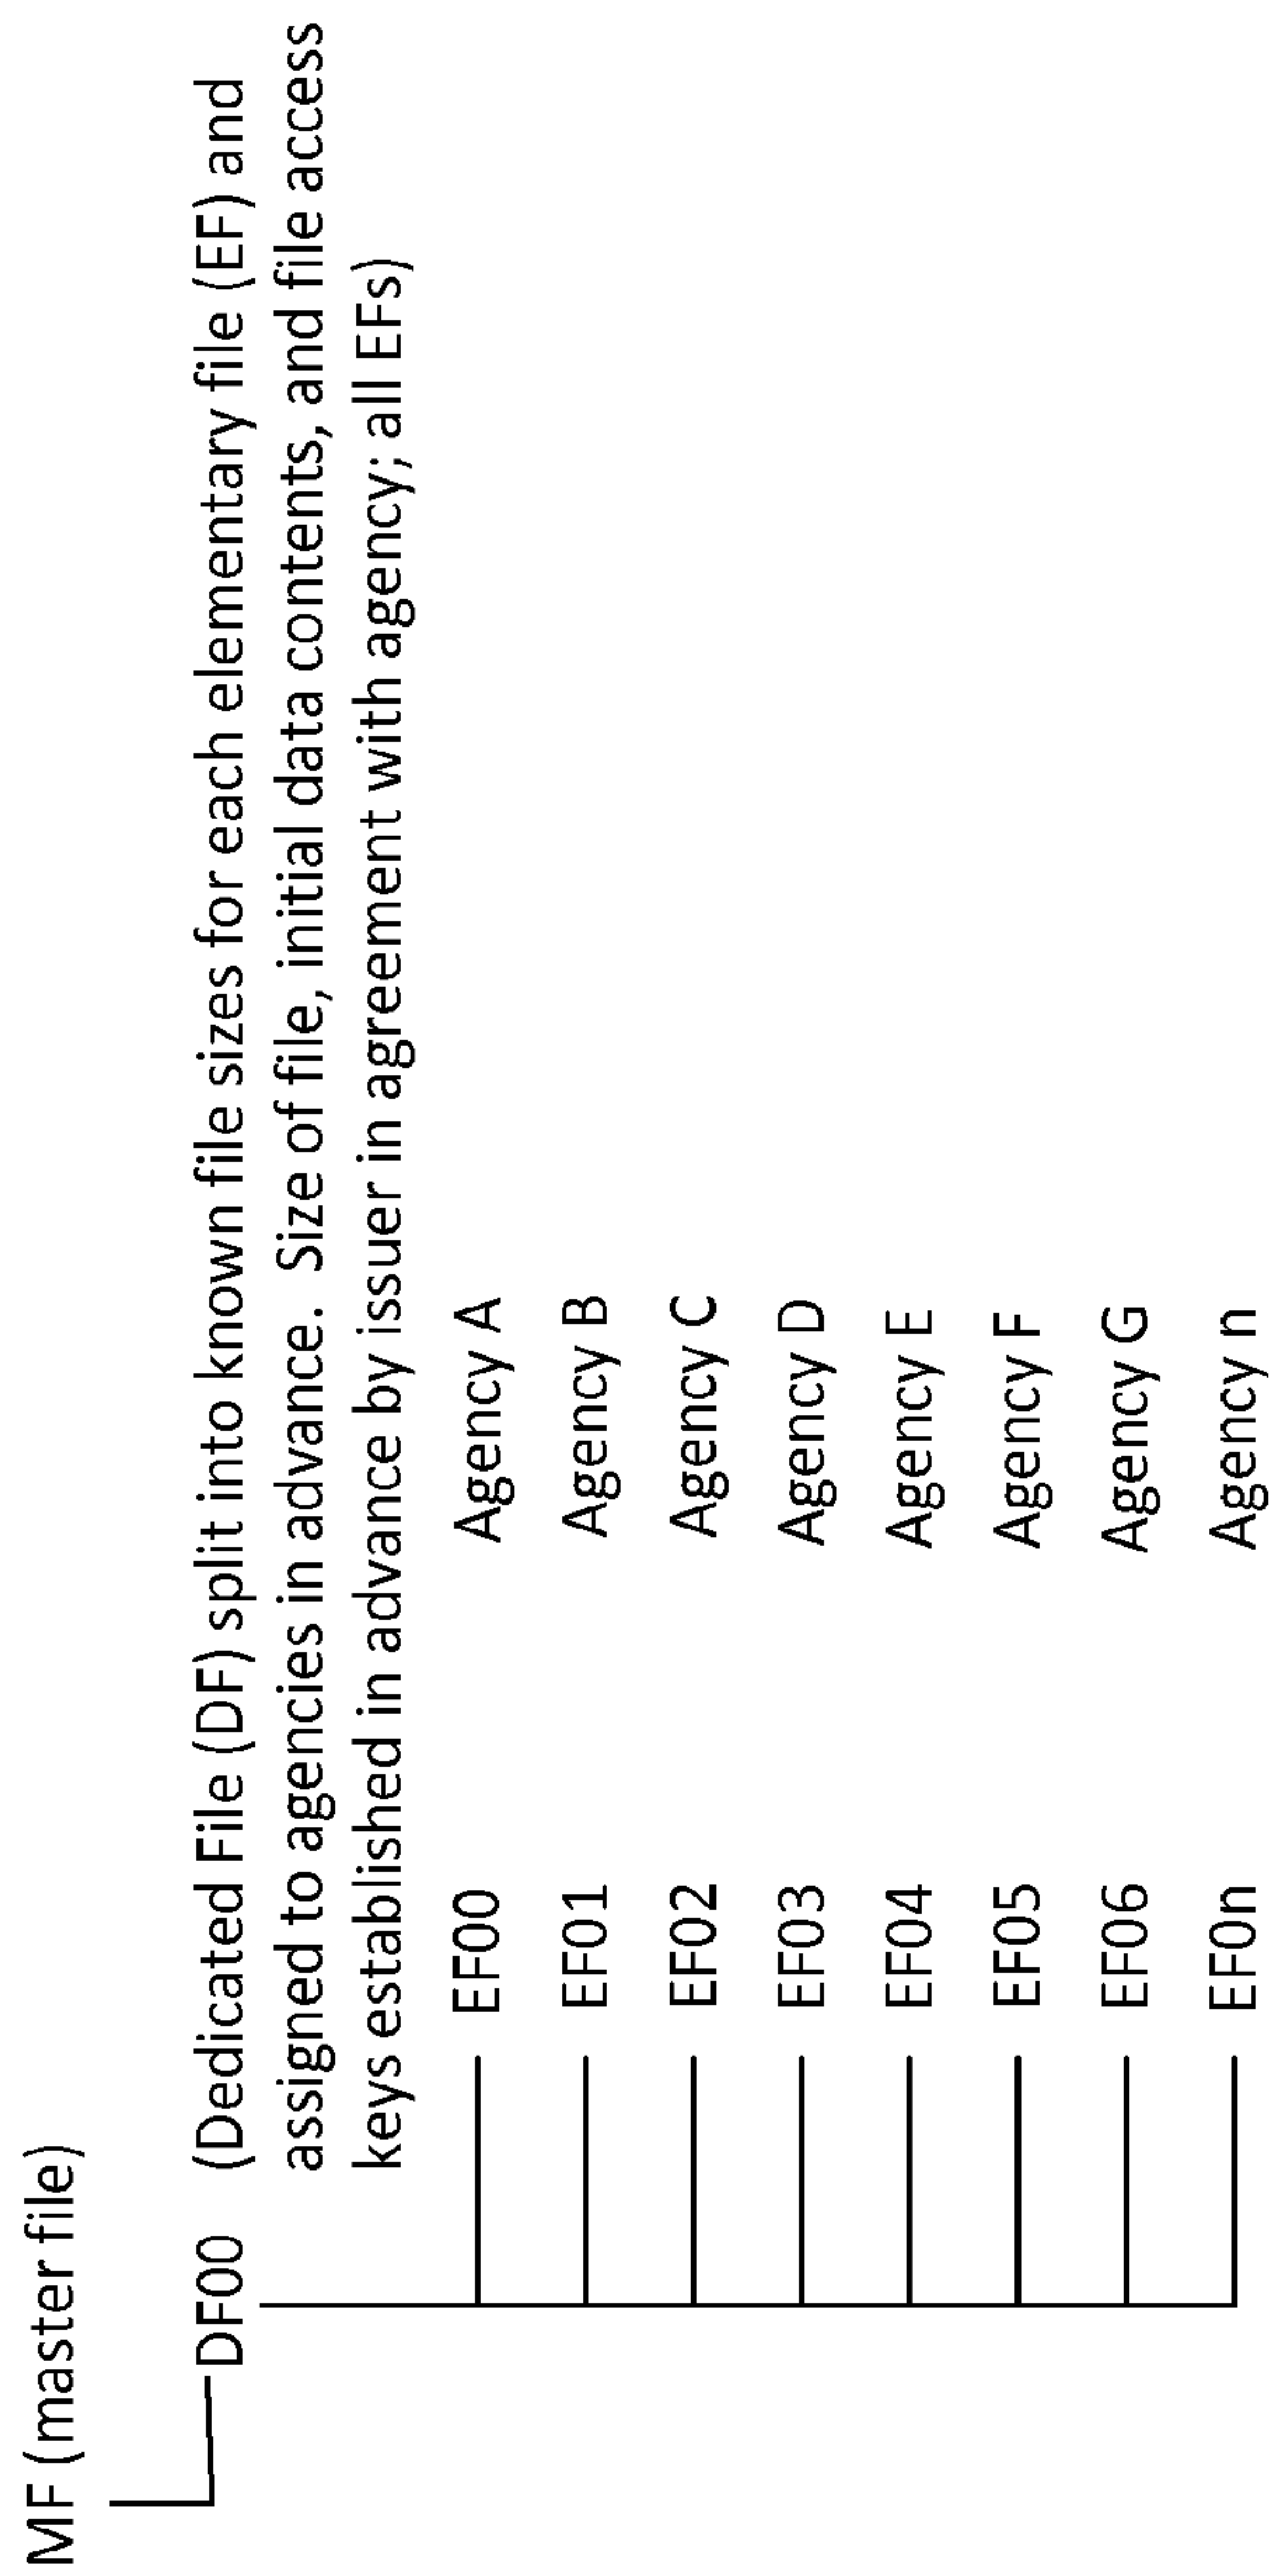 MF (master file)
DF00 (Dedicated File (DF) split into known file sizes for each elementary file (EF) and
assigned to agencies in advance. Size of file, initial data contents, and file access
keys established in advance by issuer in agreement with agency; all EFs)
EF00 Agency A
EF01 Agency B
EF02 Agency C
EF03 Agency D
EF04 Agency E
EF05 Agency F
EF06 Agency G
EF0n Agency n